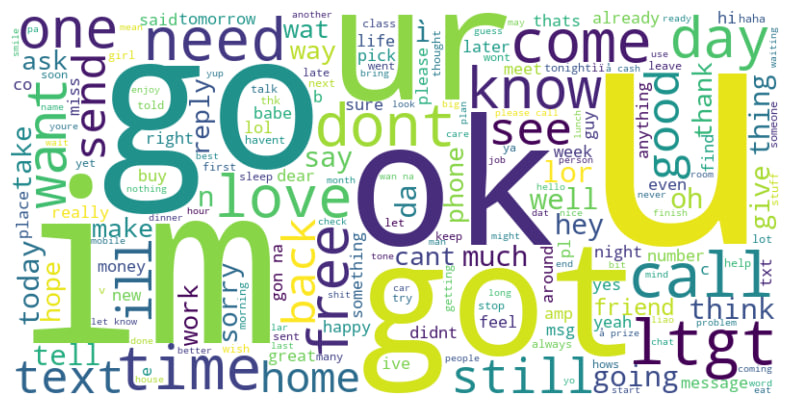 one
need
ur
come
day
said
tomorrow
wat
way
pick
life
class
went
bring
another
girl
mean
may
guess
please
thought
wont
later
ì
thats
already
hi
haha
ready
use
leave
meet
tonight
waiting
please call
smile
pa
soon
name
youre
wait
yet
co
ask
miss
send
want
take
go
enjoy
told
talk
thk
havent
late
next
b
babe
lol
right
reply
buy
nothing
best
first
sleep
n
love
dont
say
sure
look
big
care
plan
know
see
ok
u
guy
week
ya
job
person
lunch
anything
good
thank
find
thing
someone
even
never
room
oh
give
stuff
lot
finish
im
place
really
make
today
hope
ill
money
new
v
mobile
dinner
hour
let know
work
sorry
morning
gon na
back
free
shit
sent
something
month
dear
check
da
let
phone
well
lor
hey
dat
hello
nice
wan na
man
keep
might
cant
much
around
pl
end
night
number
yes
friend
yeah
bit
mind
c
help
txt
call
tone
car
try
got
getting
long
stop
feel
amp
msg
always
happy
didnt
ive
great
many
people
wish
last
better
lar
done
e
house
tell
text
time
home
still
yo
hows
going
start
liao
chat
problem
à prize
think
ltgt
message
word
coming
eat